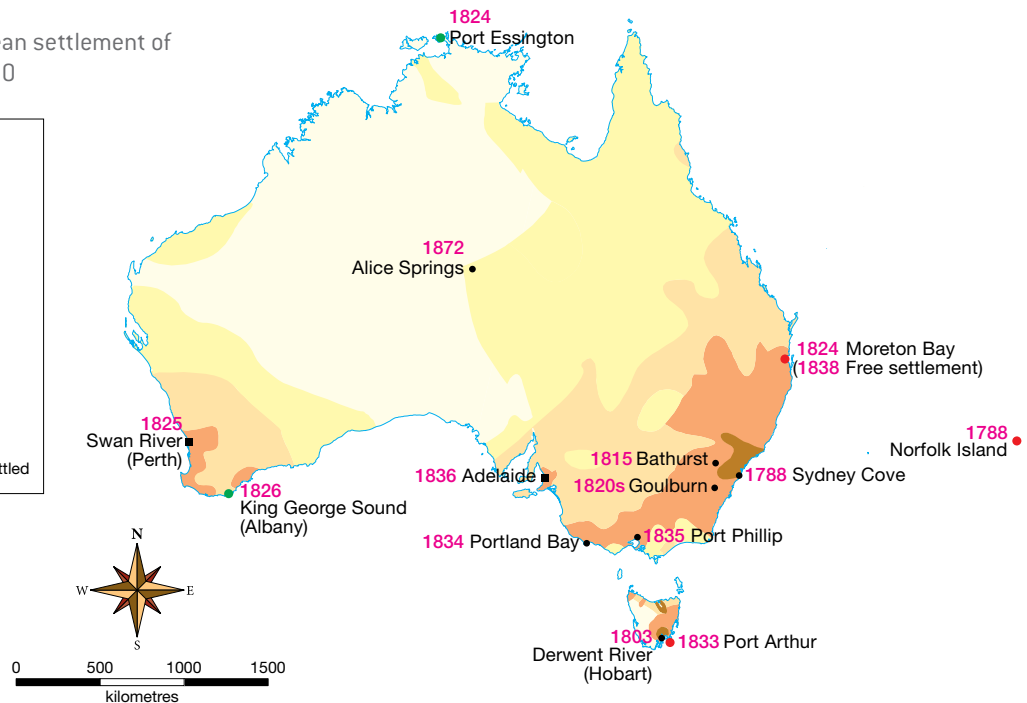 ean settlement of
0
ttled
1824
Port Essington
1872
Alice Springs
1824 Moreton Bay
(1838 Free settlement)
1788
Norfolk Island
1825
Swan River
(Perth)
1826
King George Sound
(Albany)
1836 Adelaide
1815 Bathurst
1820s Goulburn
1788 Sydney Cove
1834 Portland Bay
1835 Port Phillip
1803
Derwent River
(Hobart)
1833 Port Arthur
N
W
E
S
0 500 1000 1500
kilometres